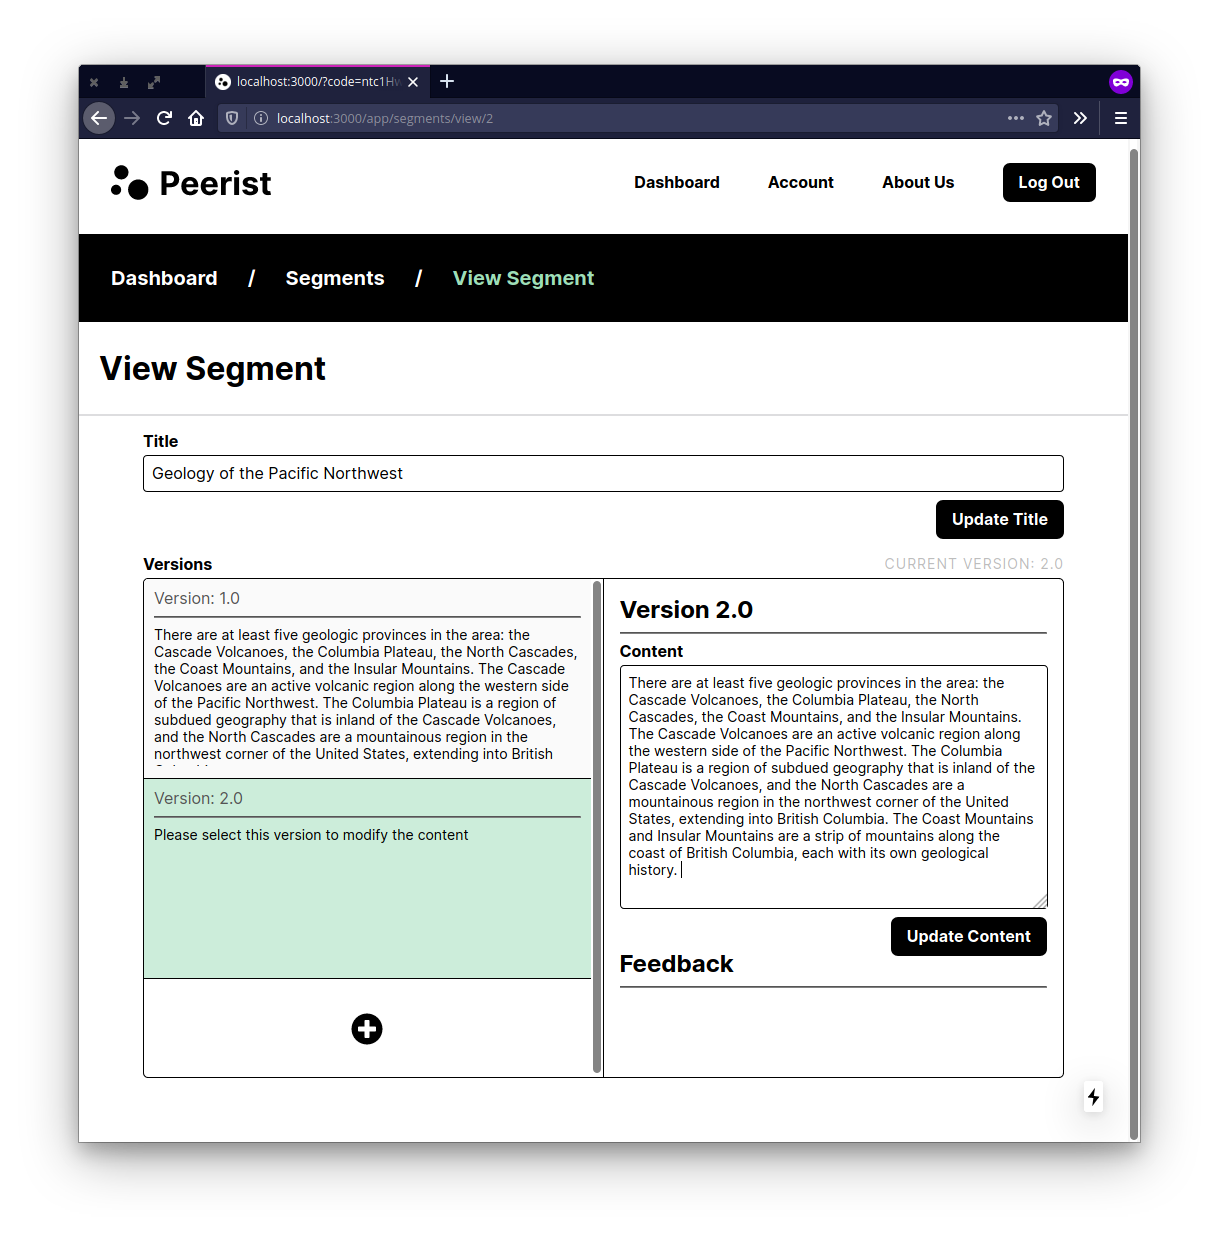 localhost:3000/?code=ntc1Hw
localhost:3000/app/segments/view/2
Peerist
Dashboard Account About Us Log Out
Dashboard / Segments / View Segment
View Segment
Title
Geology of the Pacific Northwest
Update Title
Versions
CURRENT VERSION: 2.0
Version: 1.0
There are at least five geologic provinces in the area: the
Cascade Volcanoes, the Columbia Plateau, the North Cascades,
the Coast Mountains, and the Insular Mountains. The Cascade
Volcanoes are an active volcanic region along the western side
of the Pacific Northwest. The Columbia Plateau is a region of
subdued geography that is inland of the Cascade Volcanoes,
and the North Cascades are a mountainous region in the
northwest corner of the United States, extending into British
Version: 2.0
Please select this version to modify the content
Version 2.0
Content
There are at least five geologic provinces in the area: the
Cascade Volcanoes, the Columbia Plateau, the North
Cascades, the Coast Mountains, and the Insular Mountains.
The Cascade Volcanoes are an active volcanic region along
the western side of the Pacific Northwest. The Columbia
Plateau is a region of subdued geography that is inland of the
Cascade Volcanoes, and the North Cascades are a
mountainous region in the northwest corner of the United
States, extending into British Columbia. The Coast Mountains
and Insular Mountains are a strip of mountains along the
coast of British Columbia, each with its own geological
history.
Update Content
Feedback